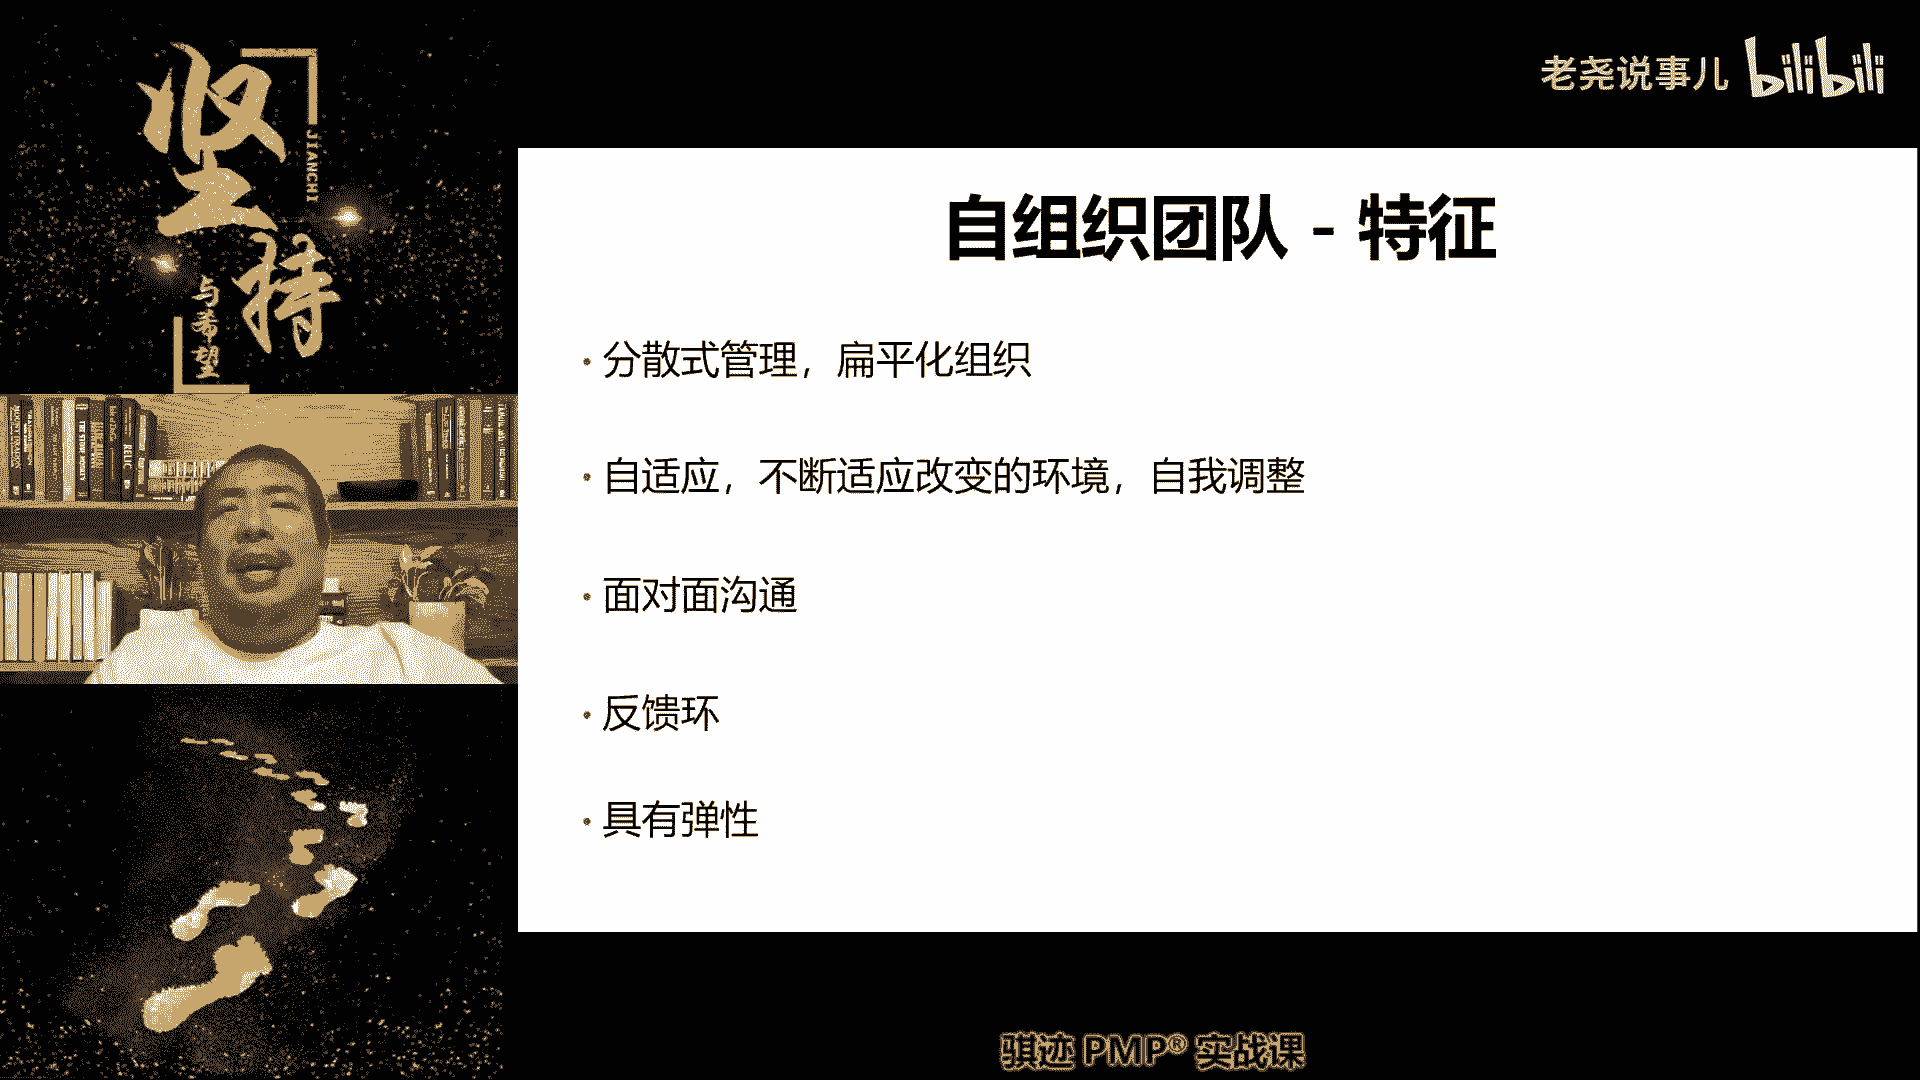 坚持
JIANCHI
与希望
老尧说事儿 bilibili
自组织团队 - 特征
• 分散式管理，扁平化组织
• 自适应，不断适应改变的环境，自我调整
• 面对面沟通
• 反馈环
• 具有弹性
骐迹 PMP® 实战课